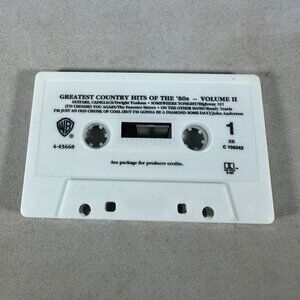 GREATEST COUNTRY HITS OF THE '80s — VOLUME II
GUITARS, CADILLACS/Dwight Yoakam • SOMEWHERE TONIGHT/Highway 101
(I'D CHOOSE) YOU AGAIN/The Forester Sisters • ON THE OTHER HAND/Randy Travis
I'M JUST AN OLD CHUNK OF COAL (BUT I'M GONNA BE A DIAMOND SOME DAY)/John Anderson
WB
4-45668
1
SR
C 109343
See package for producer credits.